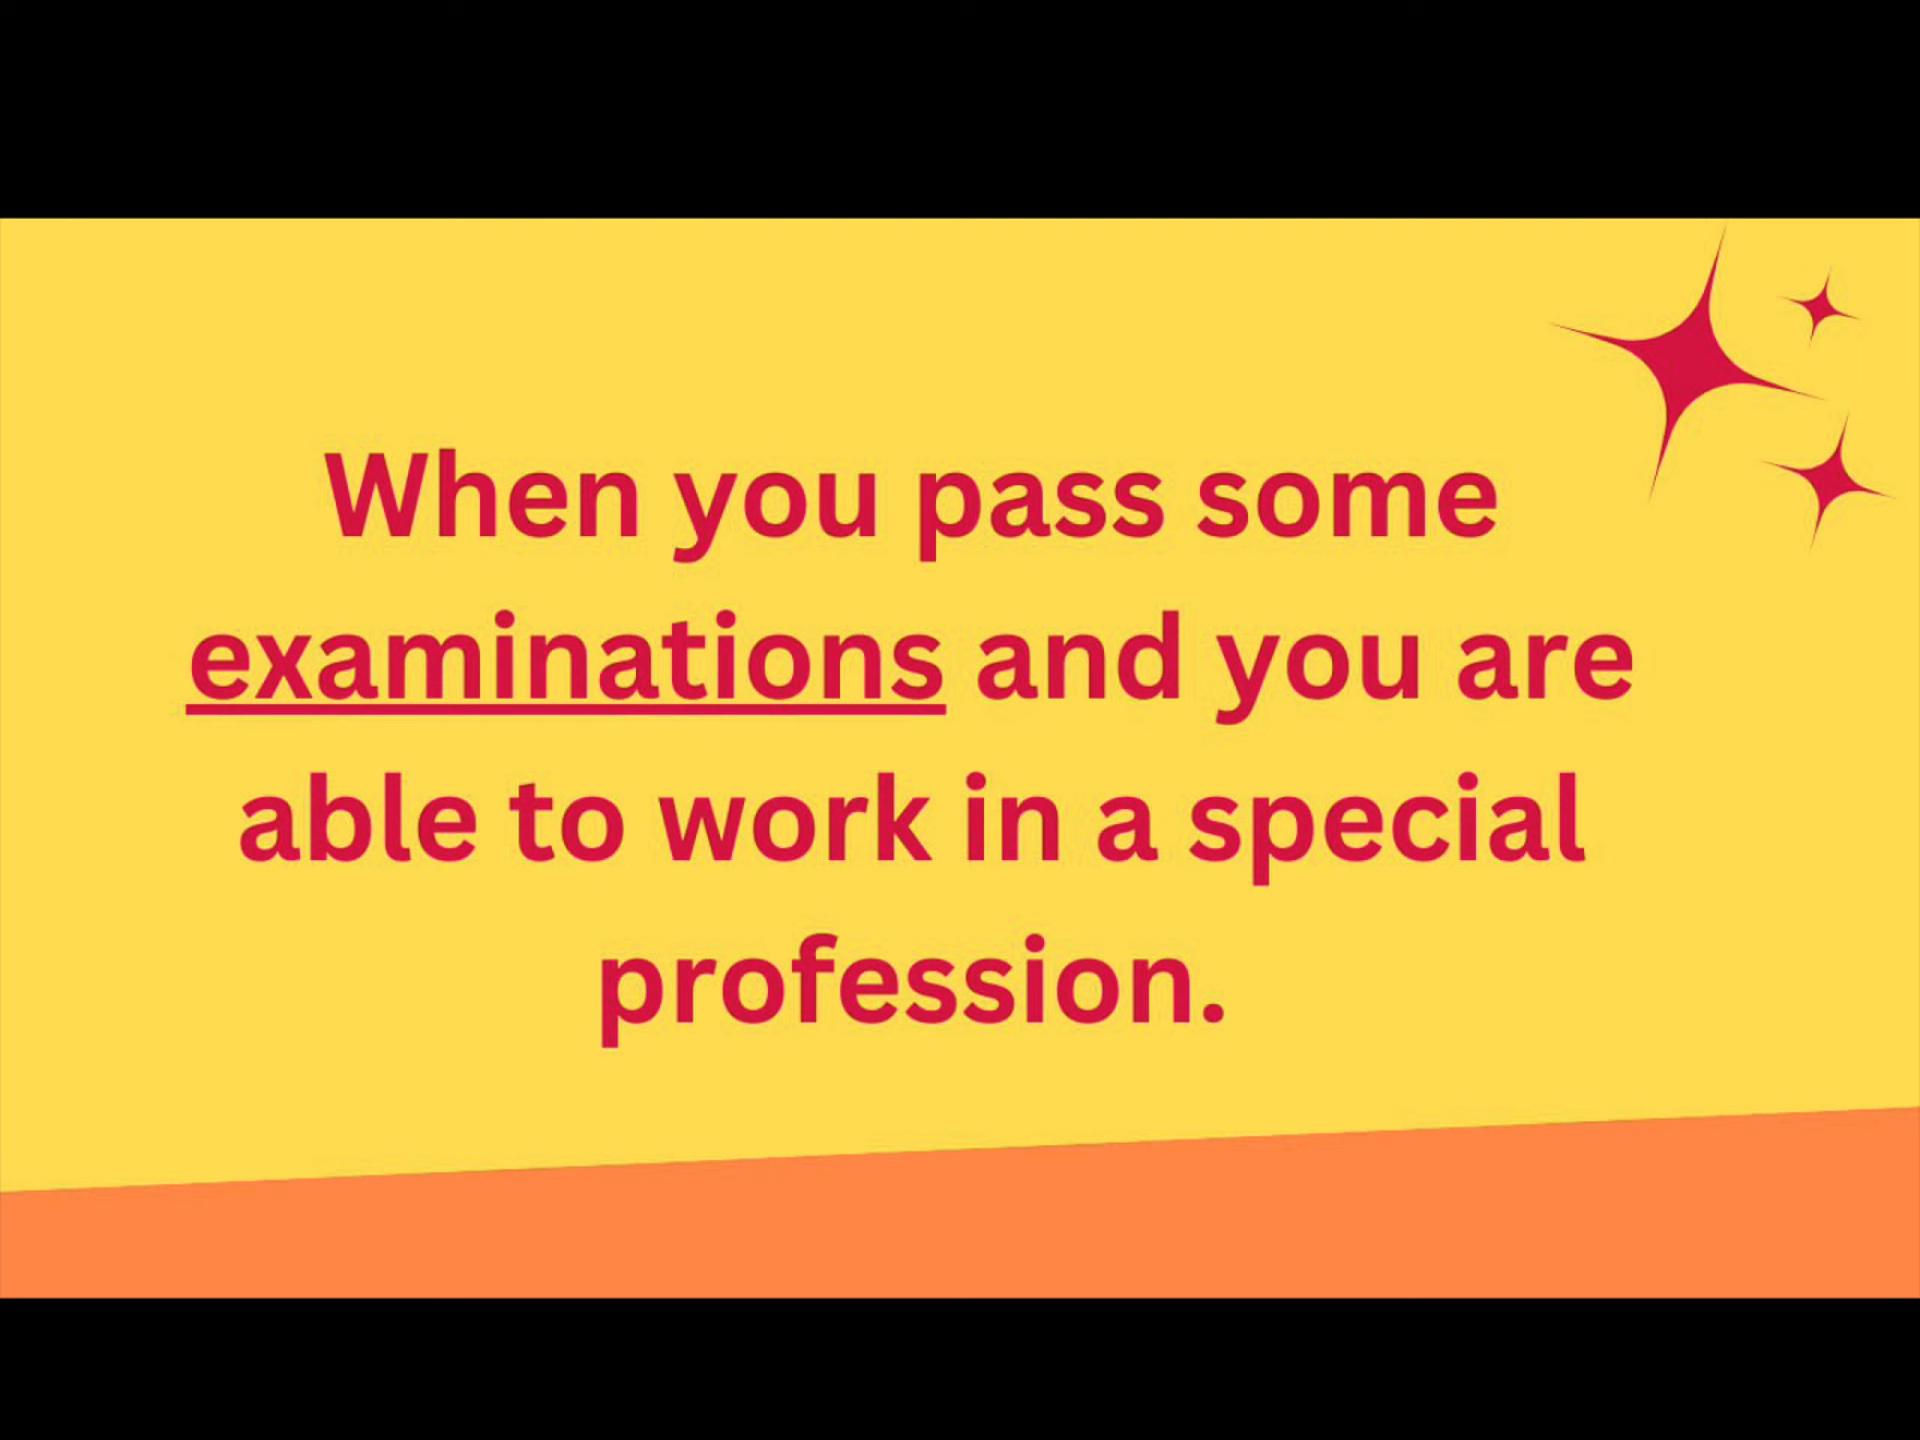 When you pass some
examinations and you are
able to work in a special
profession.